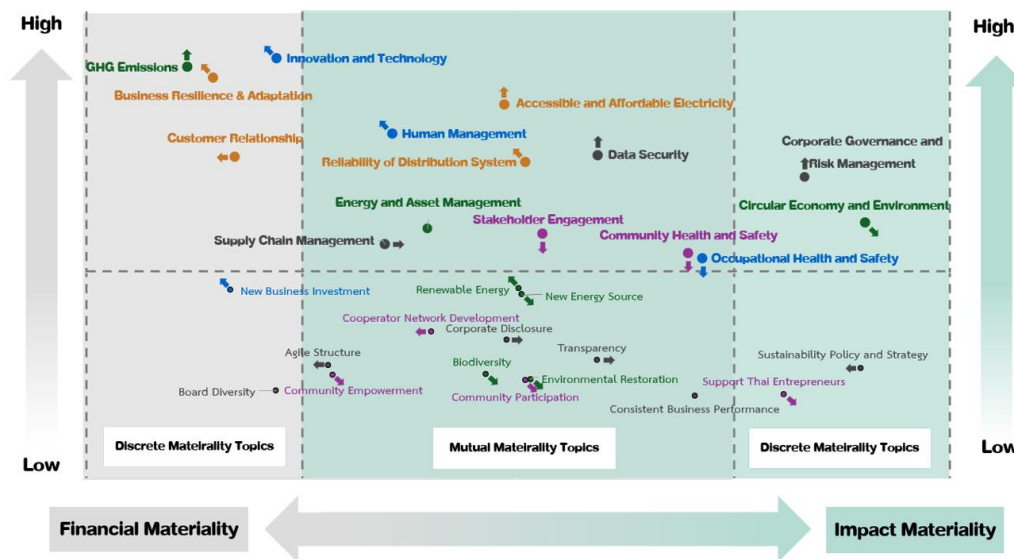 High
High
Innovation and Technology
GHG Emissions
Business Resilience & Adaptation
Accessible and Affordable Electricity
Human Management
Customer Relationship
Reliability of Distribution System
Data Security
Corporate Governance and
Risk Management
Energy and Asset Management
Circular Economy and Environment
Stakeholder Engagement
Community Health and Safety
Supply Chain Management
Occupational Health and Safety
New Business Investment
Renewable Energy
New Energy Source
Cooperator Network Development
Corporate Disclosure
Agile Structure
Transparency
Sustainability Policy and Strategy
Biodiversity
Environmental Restoration
Board Diversity
Community Empowerment
Community Participation
Support Thai Entrepreneurs
Consistent Business Performance
Discrete Mateirality Topics
Mutual Mateirality Topics
Discrete Mateirality Topics
Low
Low
Financial Materiality
Impact Materiality